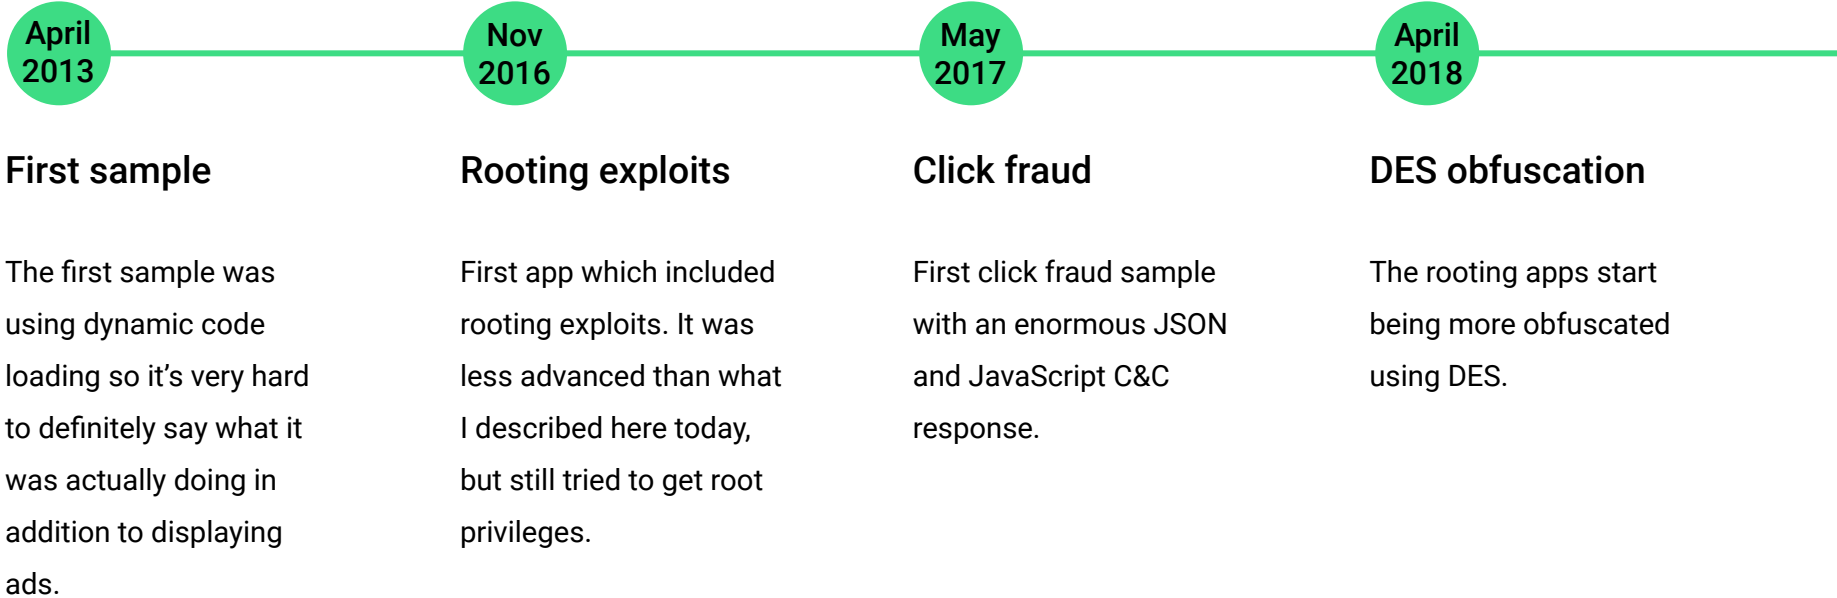 April
2013
Nov
2016
May
2017
April
2018
First sample
The first sample was
using dynamic code
loading so it’s very hard
to definitely say what it
was actually doing in
addition to displaying
ads.
Rooting exploits
First app which included
rooting exploits. It was
less advanced than what
I described here today,
but still tried to get root
privileges.
Click fraud
First click fraud sample
with an enormous JSON
and JavaScript C&C
response.
DES obfuscation
The rooting apps start
being more obfuscated
using DES.